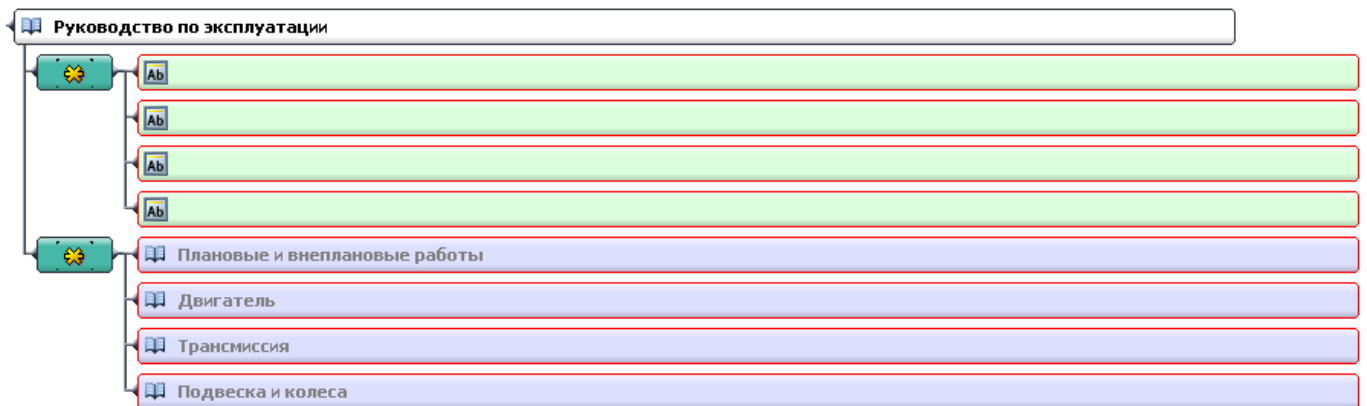 Руководство по эксплуатации
Ab
Ab
Ab
Ab
Плановые и внеплановые работы
Двигатель
Трансмиссия
Подвеска и колеса